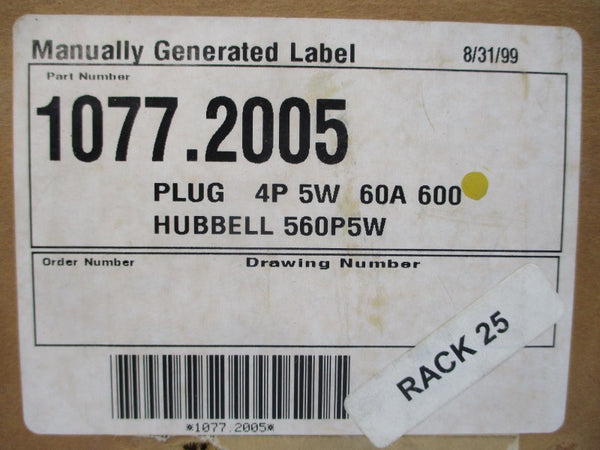 Manually Generated Label 8/31/99
Part Number
1077.2005
PLUG 4P 5W 60A 600
HUBBELL 560P5W
Order Number Drawing Number
RACK 25
*1077.2005*